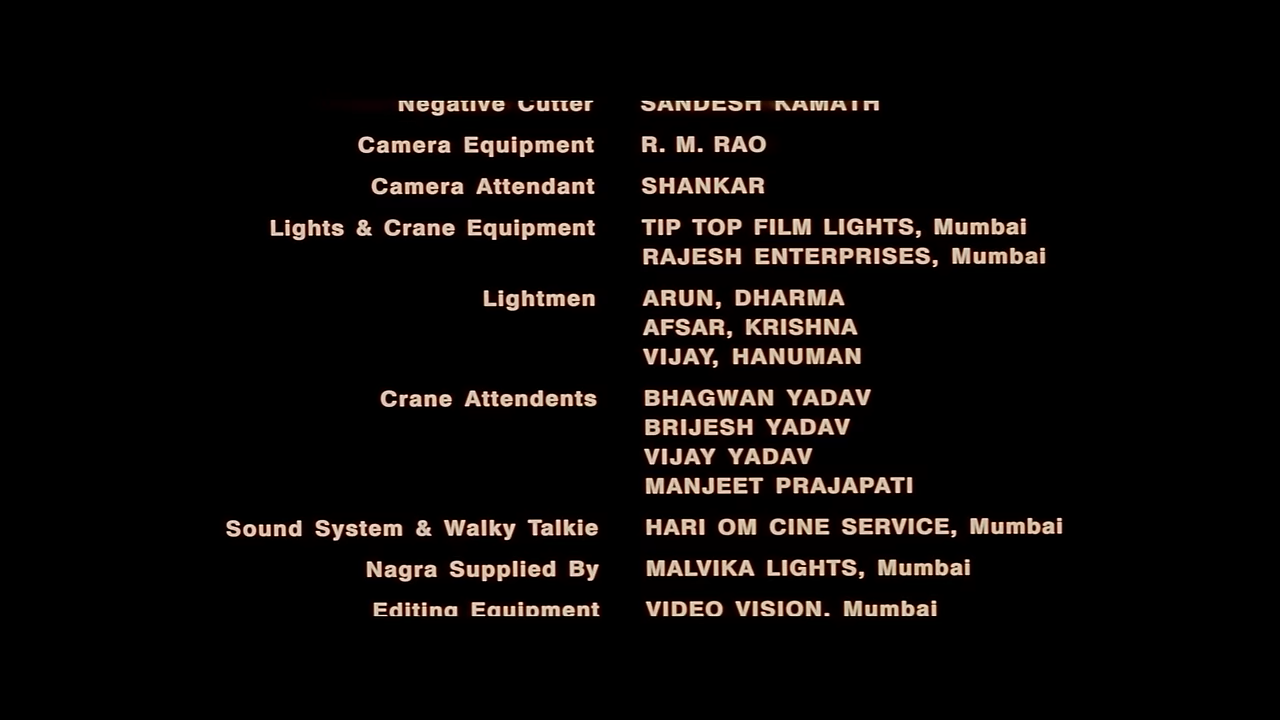 Negative Cutter SANDESH KAMATH
Camera Equipment R. M. RAO
Camera Attendant SHANKAR
Lights & Crane Equipment TIP TOP FILM LIGHTS, Mumbai
RAJESH ENTERPRISES, Mumbai
Lightmen ARUN, DHARMA
AFSAR, KRISHNA
VIJAY, HANUMAN
Crane Attendents BHAGWAN YADAV
BRIJESH YADAV
VIJAY YADAV
MANJEET PRAJAPATI
Sound System & Walky Talkie HARI OM CINE SERVICE, Mumbai
Nagra Supplied By MALVIKA LIGHTS, Mumbai
Editing Equipment VIDEO VISION, Mumbai